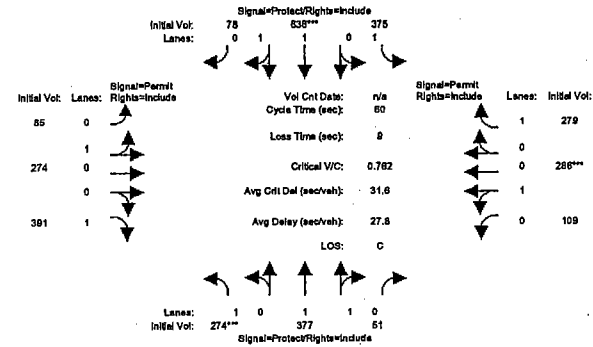 Signal=Protect/Rights=Include
Initial Vol: 78 638*** 375
Lanes: 0 1 1 0 1
Signal=Permit
Initial Vol: Lanes: Rights=Include
Vol Cnt Date: n/a
Cycle Time (sec): 60
Signal=Permit
Rights=Include Lanes: Initial Vol:
85 0
1 279
Loss Time (sec): 9
1
0
274 0
Critical V/C: 0.762
0 286***
0
Avg Crit Del (sec/veh): 31.6
1
391 1
Avg Delay (sec/veh): 27.8
0 109
LOS: C
Lanes: 1 0 1 1 0
Initial Vol: 274*** 377 51
Signal=Protect/Rights=Include